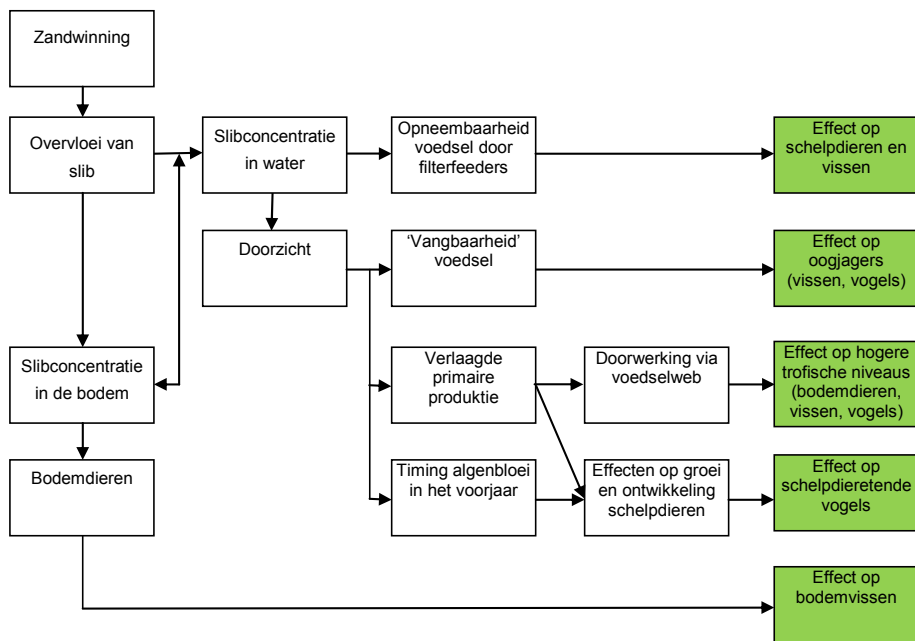 Zandwinning
Overvloei van
slib
Slibconcentratie
in water
Opneembaarheid
voedsel door
filterfeeders
Effect op
schelpdieren en
vissen
Doorzicht
'Vangbaarheid'
voedsel
Effect op
oogjagers
(vissen, vogels)
Slibconcentratie
in de bodem
Verlaagde
primaire
produktie
Doorwerking via
voedselweb
Effect op hogere
trofische niveaus
(bodemdieren,
vissen, vogels)
Bodemdieren
Timing algenbloei
in het voorjaar
Effecten op groei
en ontwikkeling
schelpdieren
Effect op
schelpdieretende
vogels
Effect op
bodemvissen